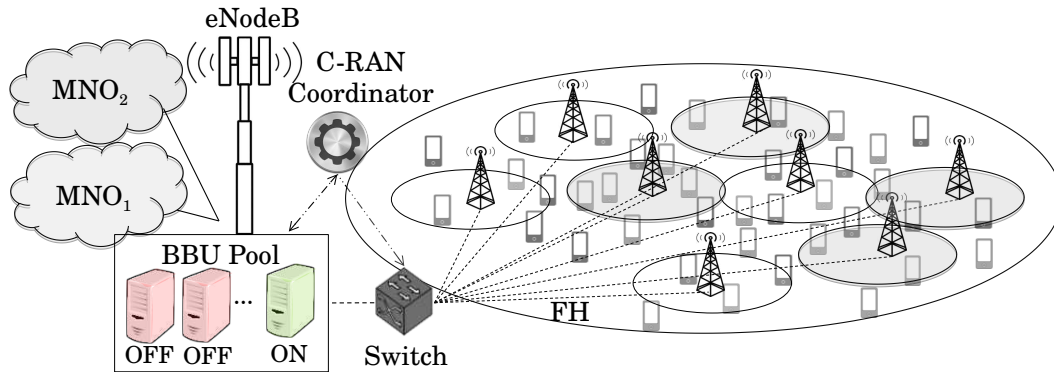 eNodeB
C-RAN
Coordinator
MNO₂
MNO₁
BBU Pool
...
OFF
OFF
ON
Switch
FH